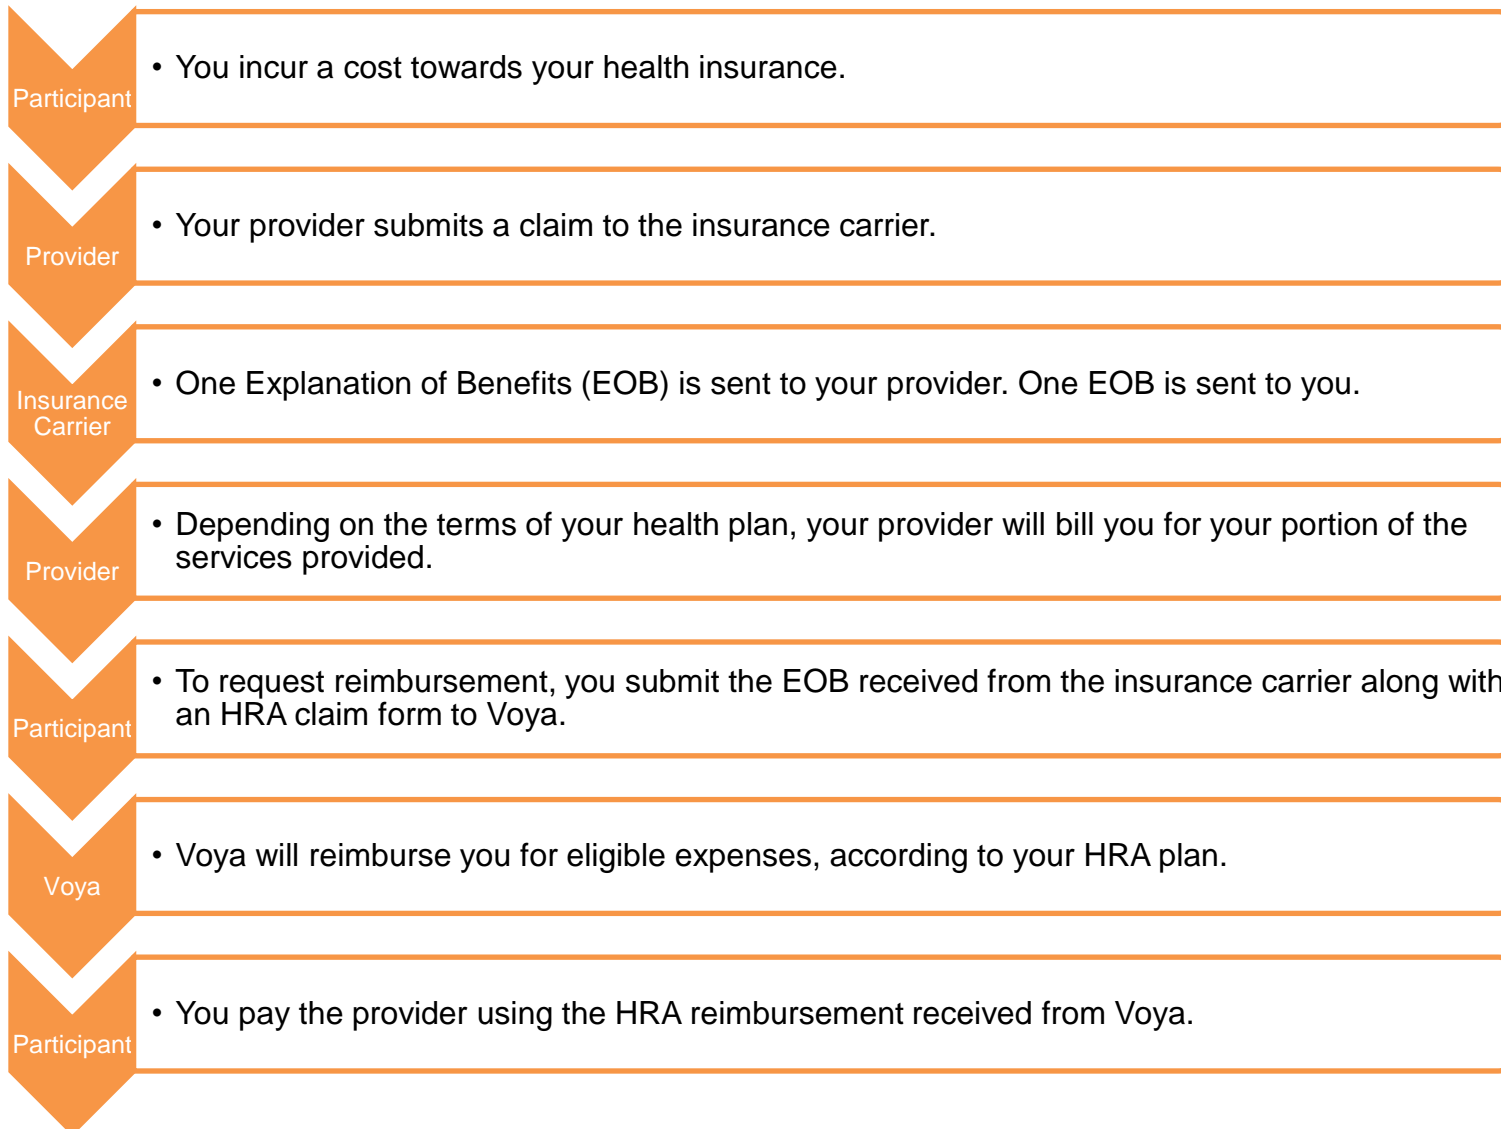 Participant
• You incur a cost towards your health insurance.
Provider
• Your provider submits a claim to the insurance carrier.
Insurance
Carrier
• One Explanation of Benefits (EOB) is sent to your provider. One EOB is sent to you.
Provider
• Depending on the terms of your health plan, your provider will bill you for your portion of the
services provided.
Participant
• To request reimbursement, you submit the EOB received from the insurance carrier along with
an HRA claim form to Voya.
Voya
• Voya will reimburse you for eligible expenses, according to your HRA plan.
Participant
• You pay the provider using the HRA reimbursement received from Voya.